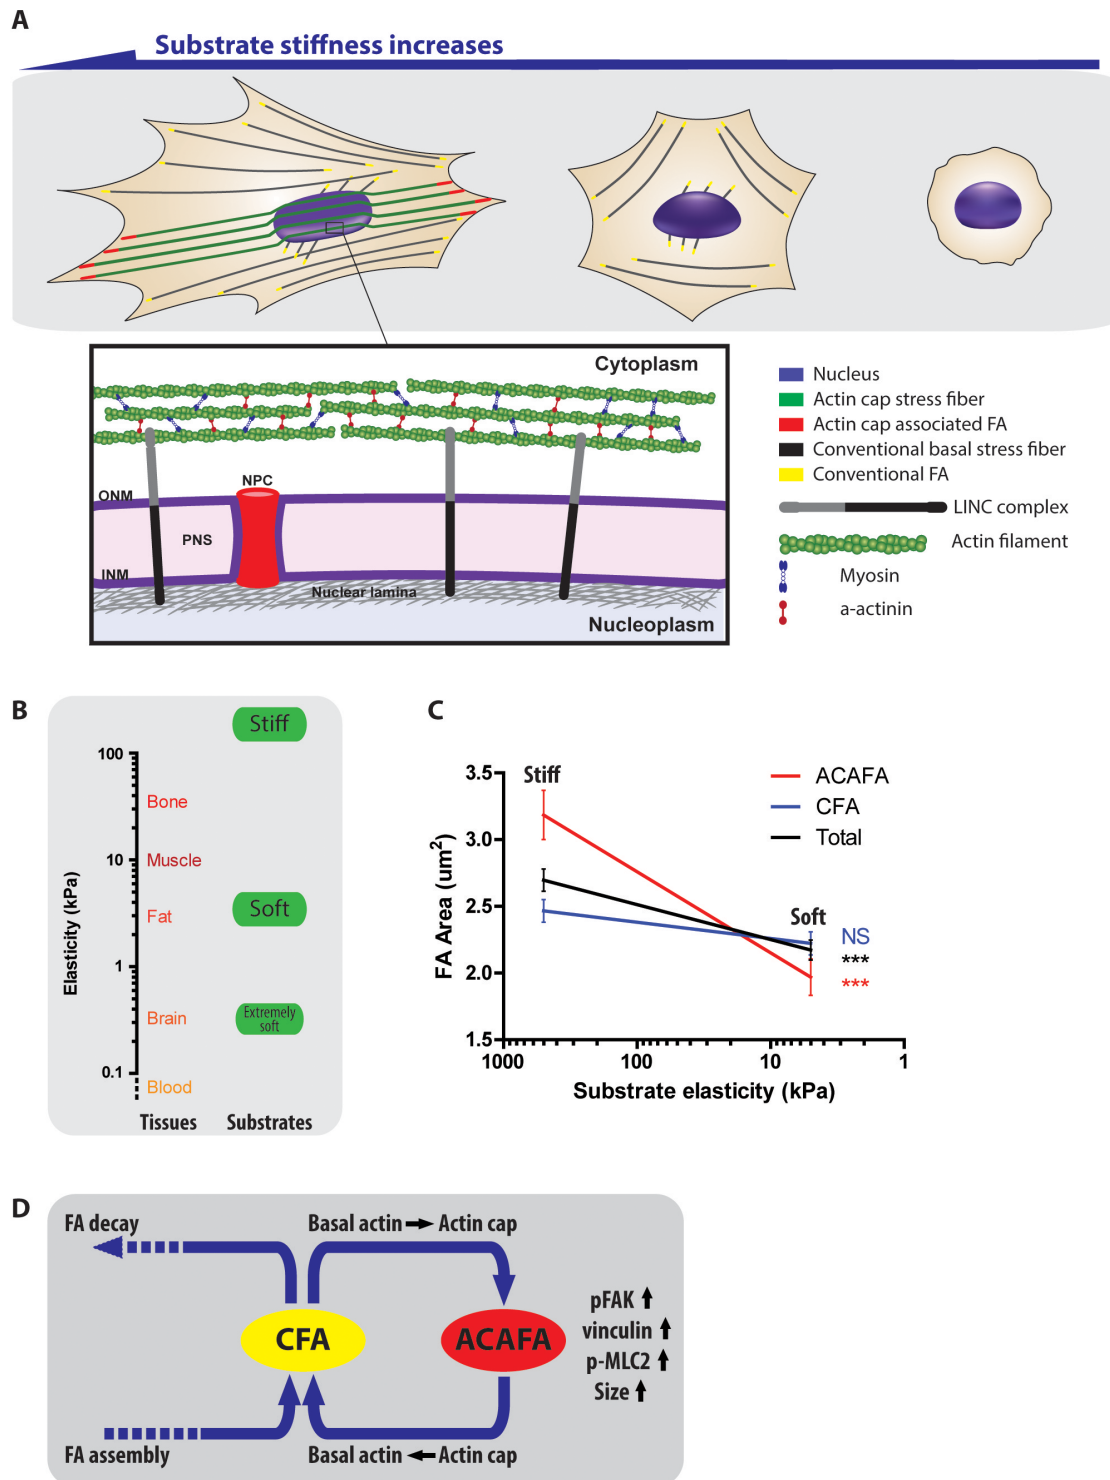 A
Substrate stiffness increases
Cytoplasm
ONM
NPC
PNS
INM
Nuclear lamina
Nucleoplasm
Nucleus
Actin cap stress fiber
Actin cap associated FA
Conventional basal stress fiber
Conventional FA
LINC complex
Actin filament
Myosin
a-actinin
B
Stiff
100
Bone
Muscle
10
Soft
Fat
1
Extremely
soft
Brain
0.1
Blood
Elasticity (kPa)
Tissues Substrates
C
3.5
3.0
2.5
2.0
1.5
FA Area (um²)
Stiff
Soft
ACAFA
CFA
Total
NS
***
***
1000 100 10 1
Substrate elasticity (kPa)
D
FA decay
Basal actin → Actin cap
CFA
ACAFA
pFAK ↑
vinculin ↑
p-MLC2 ↑
Size ↑
FA assembly
Basal actin ← Actin cap